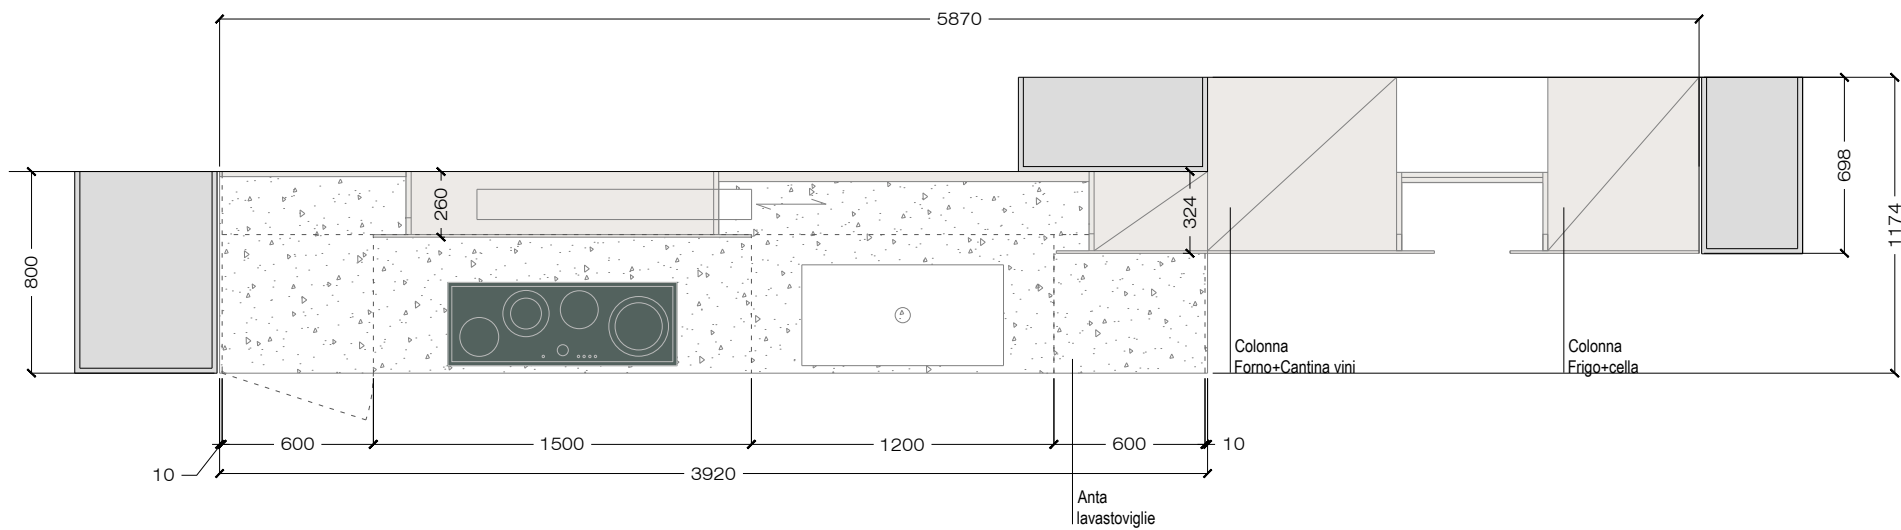 5870
260
324
698
800
1174
Colonna
Forno+Cantina vini
Colonna
Frigo+cella
600
1500
1200
600
10
10
3920
Anta
lavastoviglie